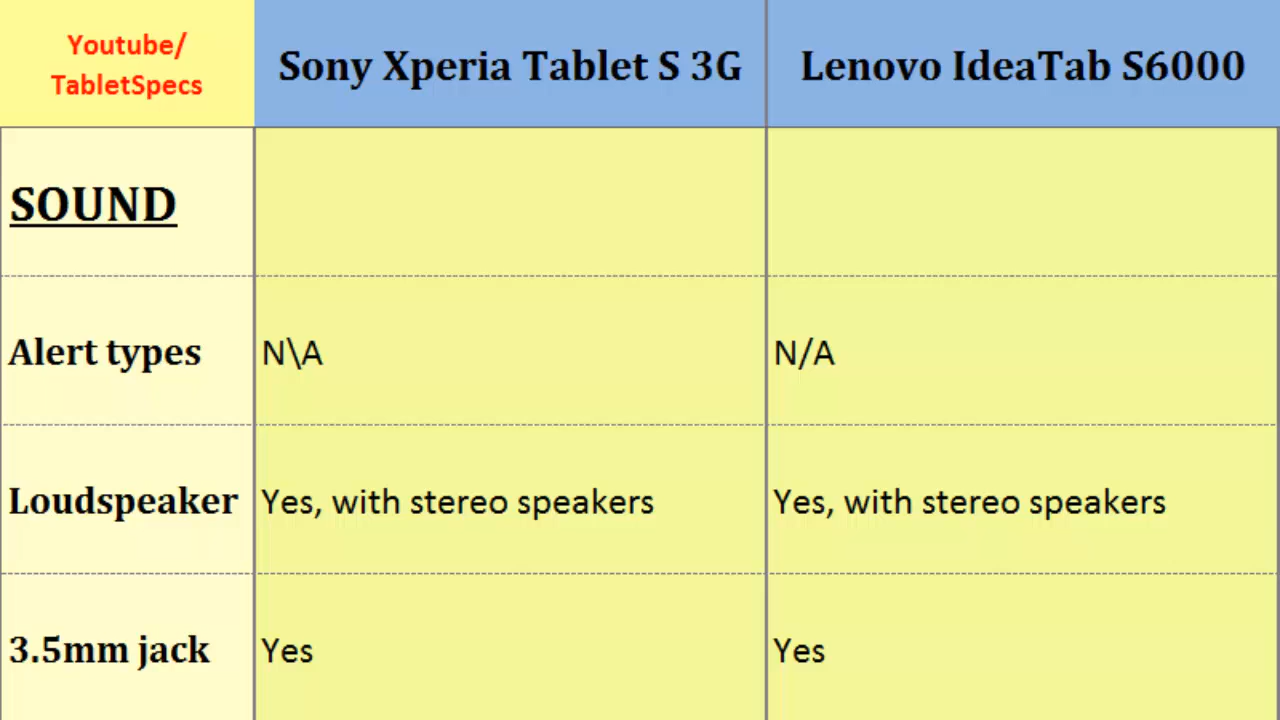 Youtube/
TabletSpecs
Sony Xperia Tablet S 3G
Lenovo IdeaTab S6000
SOUND
Alert types
N\A
N/A
Loudspeaker
Yes, with stereo speakers
Yes, with stereo speakers
3.5mm jack
Yes
Yes